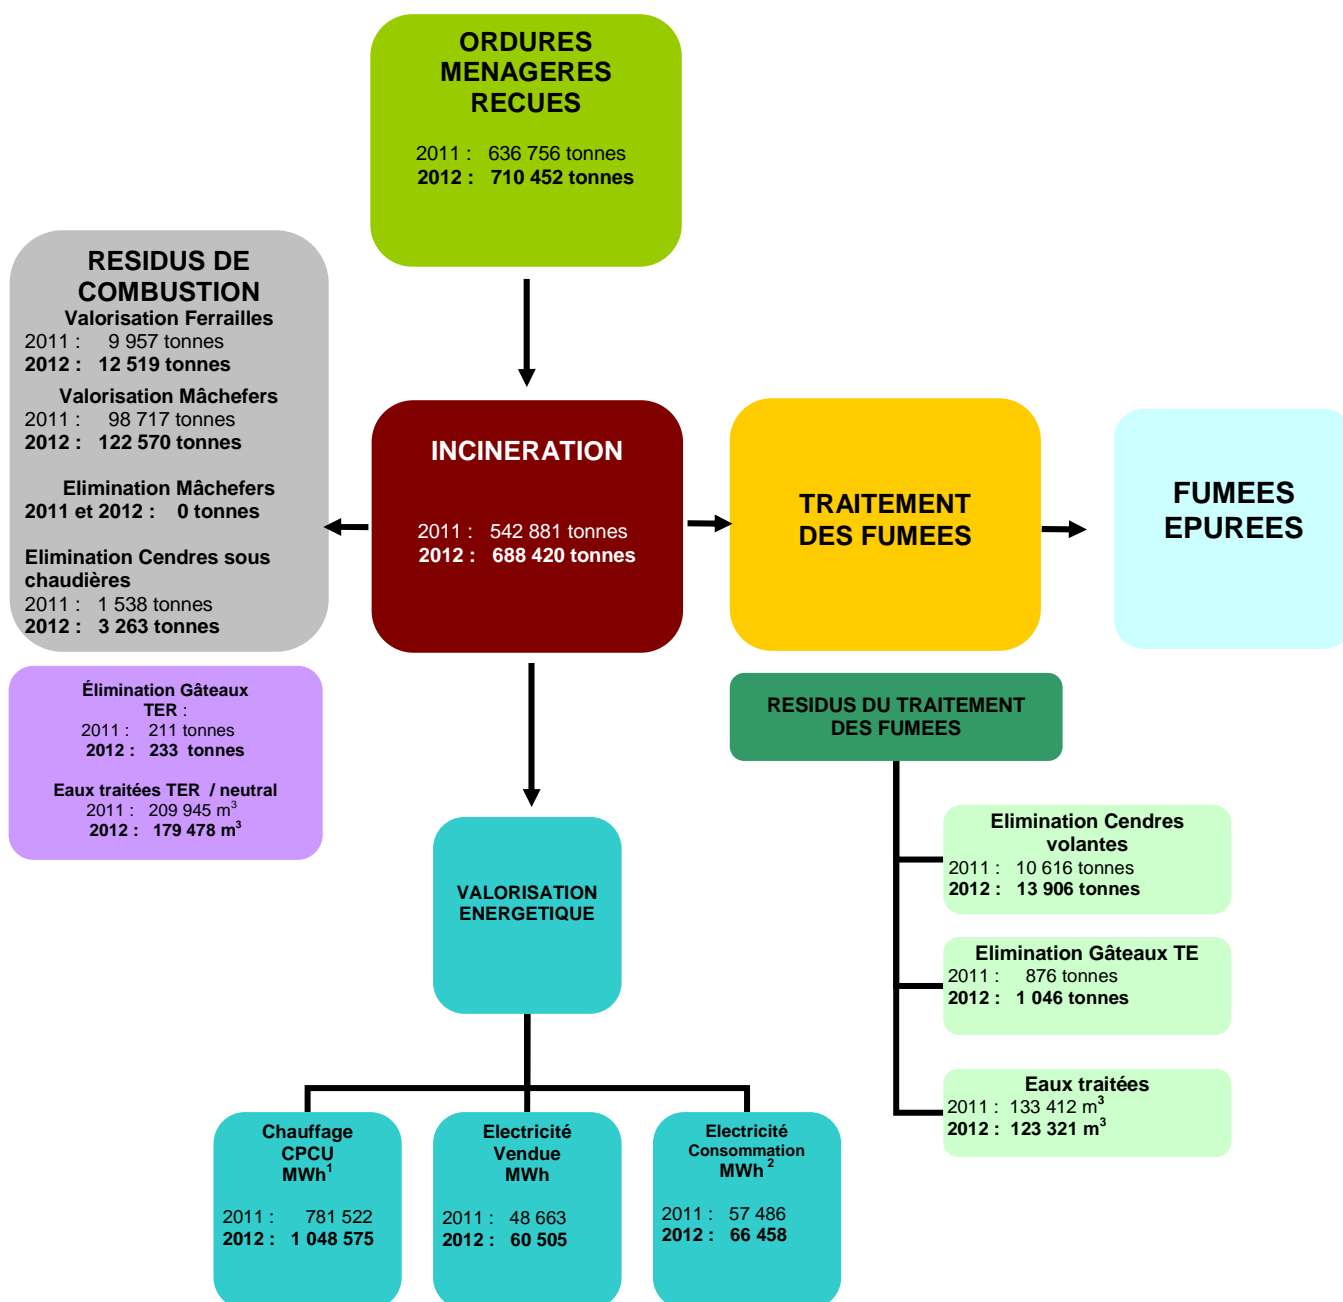 ORDURES
MENAGERES
RECUES
2011 : 636 756 tonnes
2012 : 710 452 tonnes
RESIDUS DE
COMBUSTION
Valorisation Ferrailles
2011 : 9 957 tonnes
2012 : 12 519 tonnes
Valorisation Mâchefers
2011 : 98 717 tonnes
2012 : 122 570 tonnes
Elimination Mâchefers
2011 et 2012 : 0 tonnes
Elimination Cendres sous
chaudières
2011 : 1 538 tonnes
2012 : 3 263 tonnes
INCINERATION
2011 : 542 881 tonnes
2012 : 688 420 tonnes
TRAITEMENT
DES FUMEES
FUMEES
EPUREES
Élimination Gâteaux
TER :
2011 : 211 tonnes
2012 : 233 tonnes
Eaux traitées TER / neutral
2011 : 209 945 m³
2012 : 179 478 m³
RESIDUS DU TRAITEMENT
DES FUMEES
Elimination Cendres
volantes
2011 : 10 616 tonnes
2012 : 13 906 tonnes
Elimination Gâteaux TE
2011 : 876 tonnes
2012 : 1 046 tonnes
Eaux traitées
2011 : 133 412 m³
2012 : 123 321 m³
VALORISATION
ENERGETIQUE
Chauffage
CPCU
MWh¹
2011 : 781 522
2012 : 1 048 575
Electricité
Vendue
MWh
2011 : 48 663
2012 : 60 505
Electricité
Consommation
MWh ²
2011 : 57 486
2012 : 66 458